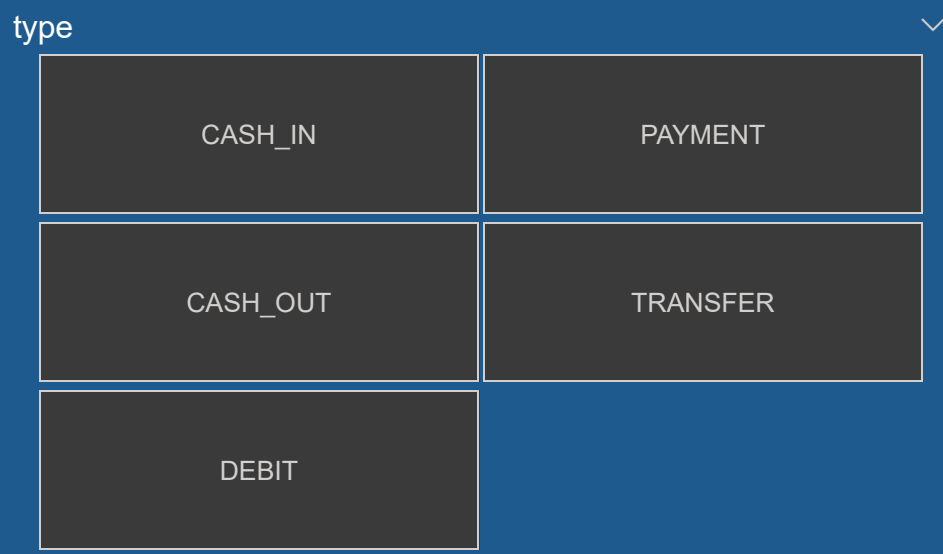 type
CASH_IN
PAYMENT
CASH_OUT
TRANSFER
DEBIT